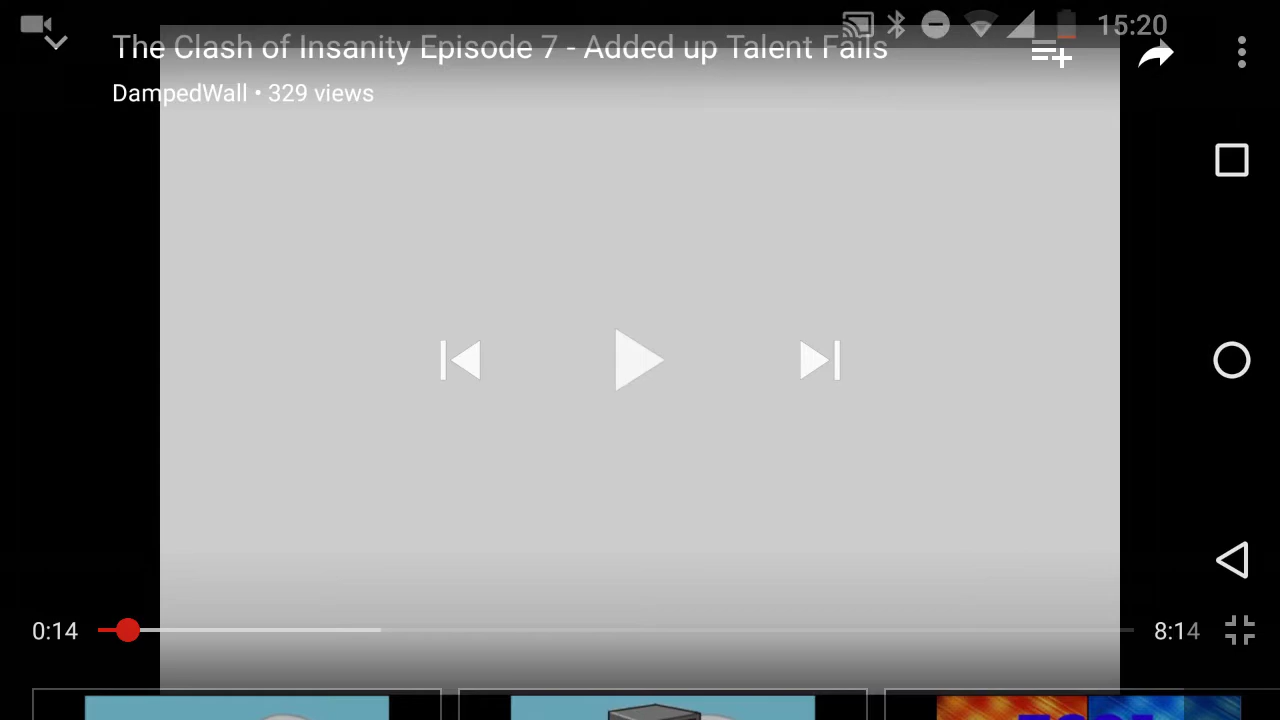 15:20
The Clash of Insanity Episode 7 - Added up Talent Fails
DampedWall • 329 views
0:14
8:14